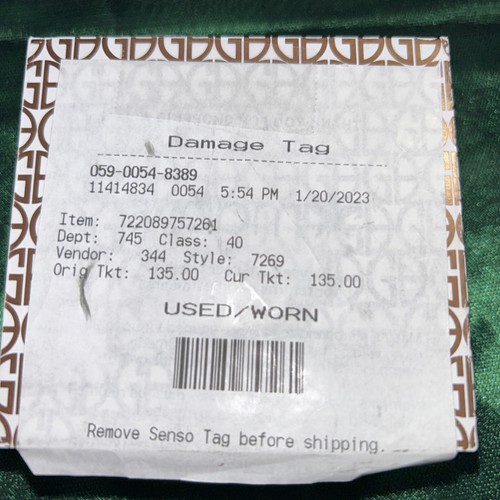 Damage Tag
059-0054-8389
11414834 0054 5:54 PM 1/20/2023
Item: 722089757261
Dept: 745 Class: 40
Vendor: 344 Style: 7269
Orig Tkt: 135.00 Cur Tkt: 135.00
USED/WORN
Remove Senso Tag before shipping.